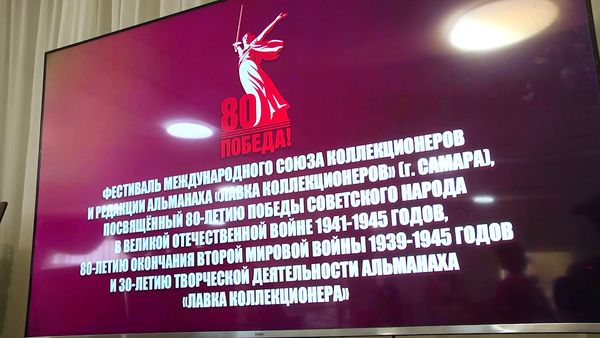 80
ПОБЕДА!
ФЕСТИВАЛЬ МЕЖДУНАРОДНОГО СОЮЗА КОЛЛЕКЦИОНЕРОВ
И РЕДАКЦИИ АЛЬМАНАХА «ЛАВКА КОЛЛЕКЦИОНЕРОВ» (г. САМАРА),
ПОСВЯЩЁННЫЙ 80-ЛЕТИЮ ПОБЕДЫ СОВЕТСКОГО НАРОДА
В ВЕЛИКОЙ ОТЕЧЕСТВЕННОЙ ВОЙНЕ 1941-1945 ГОДОВ,
80-ЛЕТИЮ ОКОНЧАНИЯ ВТОРОЙ МИРОВОЙ ВОЙНЫ 1939-1945 ГОДОВ
И 30-ЛЕТИЮ ТВОРЧЕСКОЙ ДЕЯТЕЛЬНОСТИ АЛЬМАНАХА
«ЛАВКА КОЛЛЕКЦИОНЕРА»